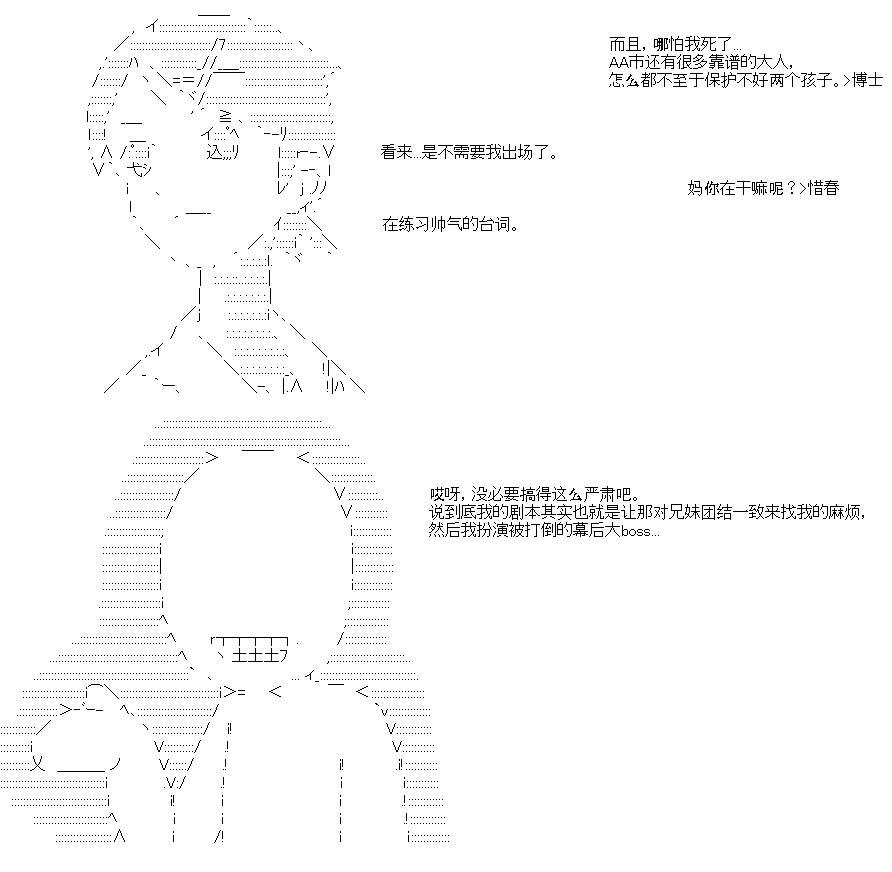 而且，哪怕我死了...
AA市还有很多靠谱的大人，
怎么都不至于保护不好两个孩子。>博士
看来...是不需要我出场了。
妈你在干嘛呢？>惜春
在练习帅气的台词。
哎呀，没必要搞得这么严肃吧。
说到底我的剧本其实也就是让那对兄妹团结一致来找我的麻烦，
然后我扮演被打倒的幕后大boss...